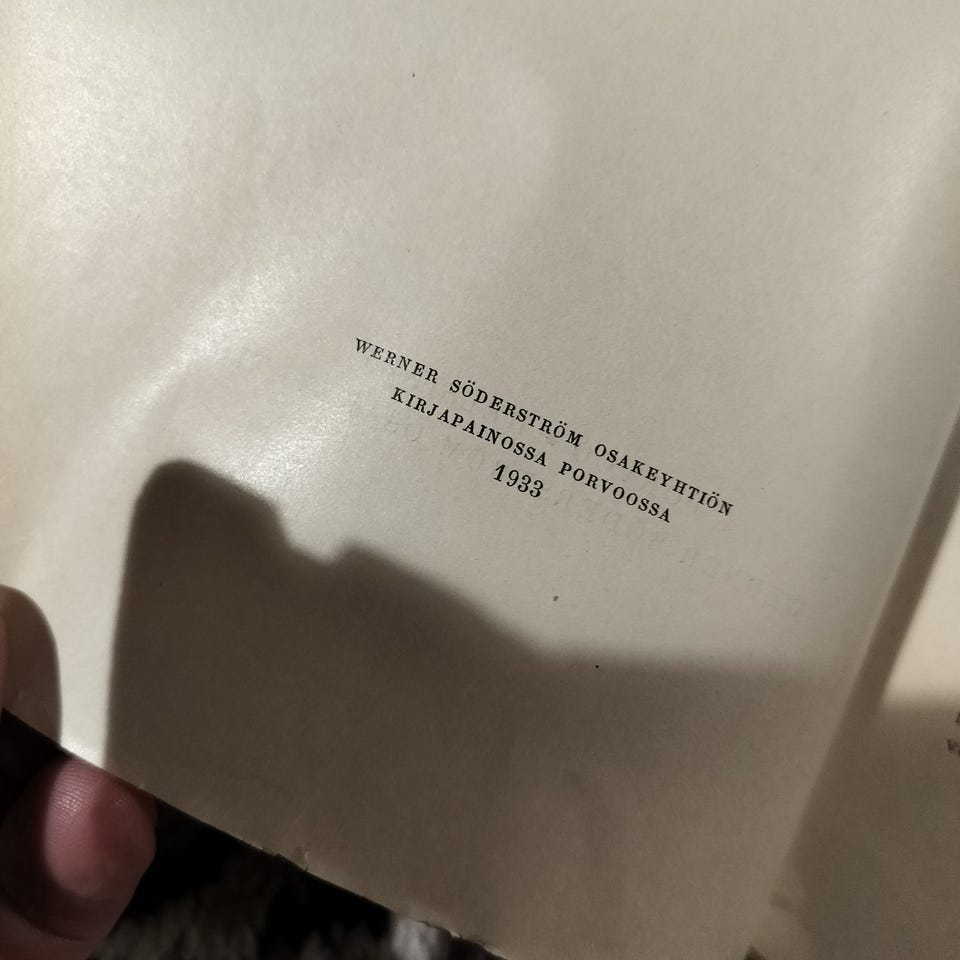 WERNER SÖDERSTRÖM OSAKEYHTIÖN
KIRJAPAINOSSA PORVOOSSA
1933